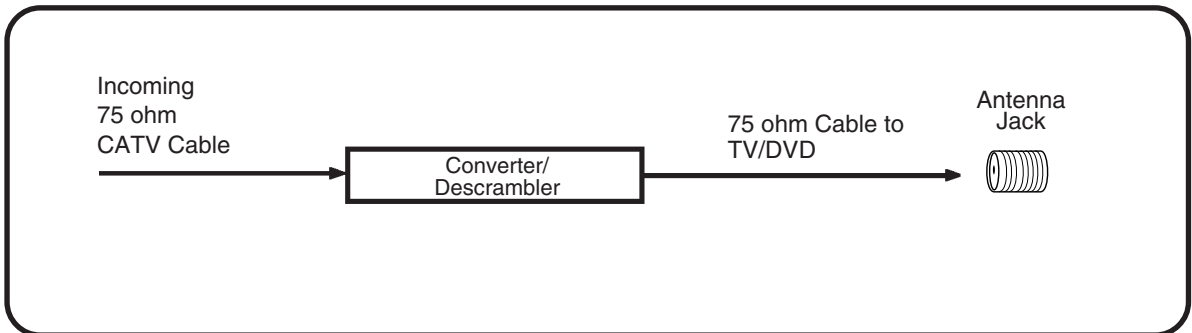 Incoming
75 ohm
CATV Cable
Converter/
Descrambler
75 ohm Cable to
TV/DVD
Antenna
Jack